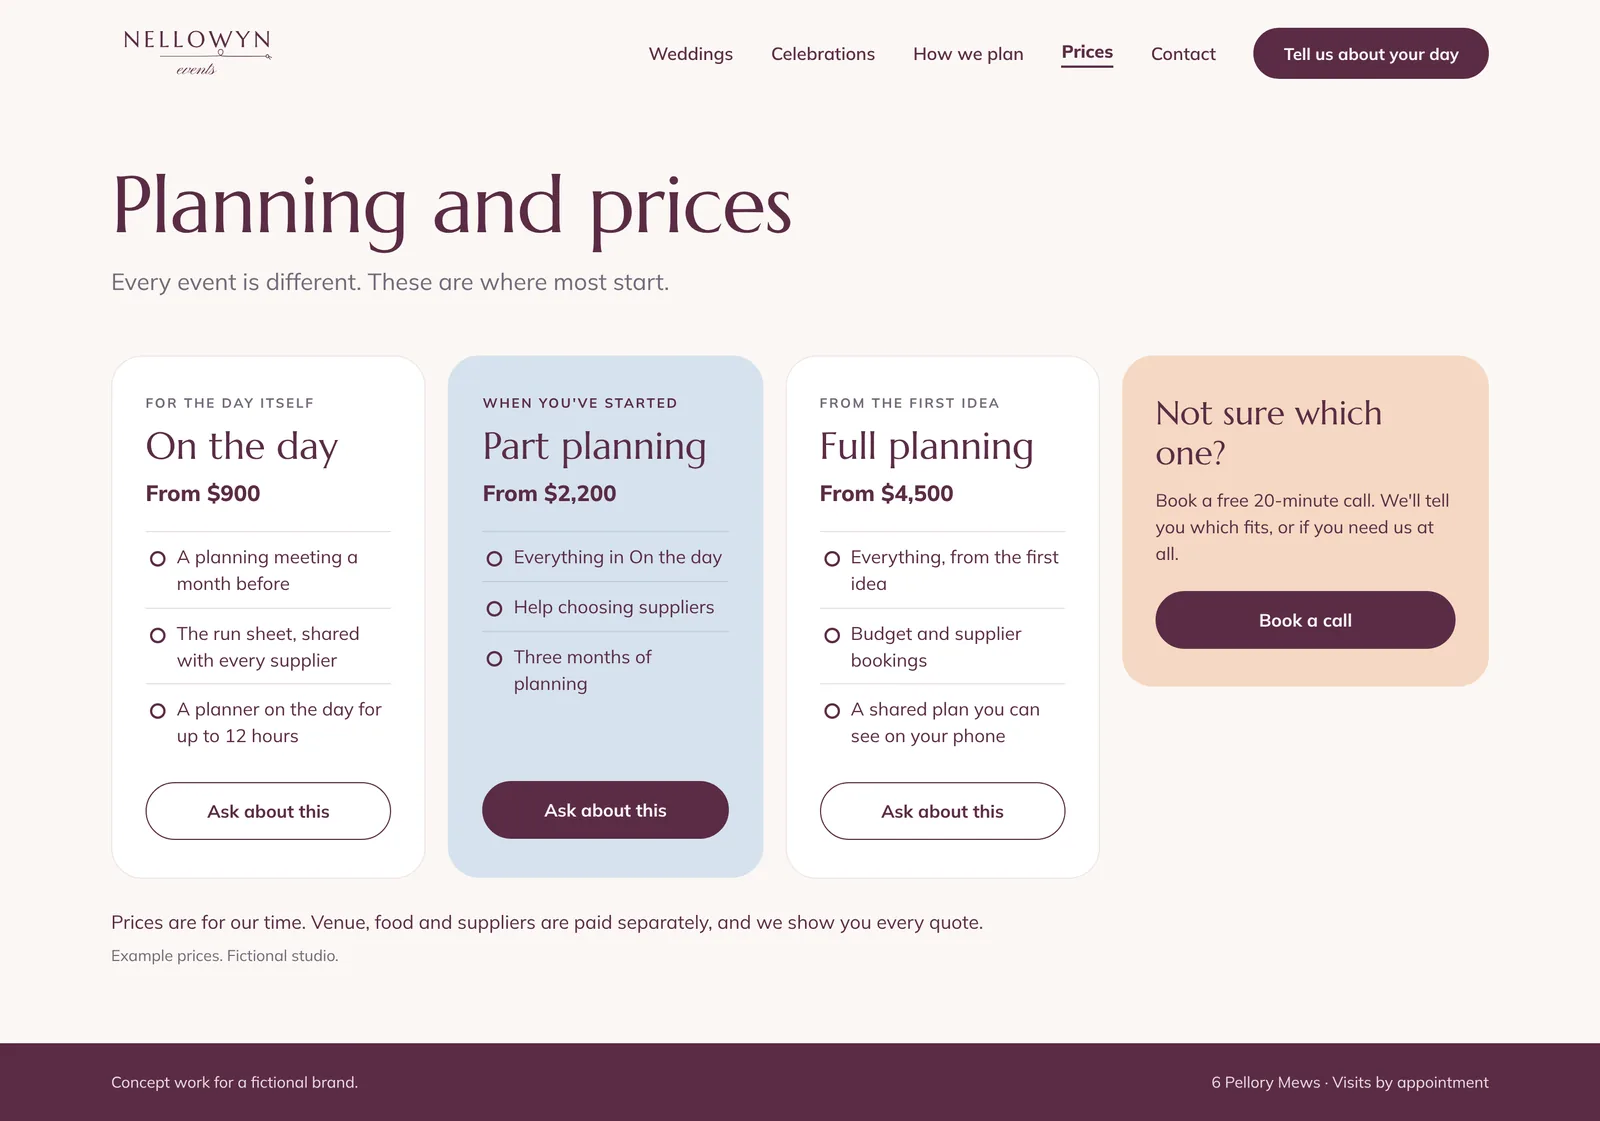 NELLOWYN
events
Weddings
Celebrations
How we plan
Prices
Contact
Tell us about your day
Planning and prices
Every event is different. These are where most start.
FOR THE DAY ITSELF
On the day
From $900
A planning meeting a
month before
The run sheet, shared
with every supplier
A planner on the day for
up to 12 hours
Ask about this
WHEN YOU'VE STARTED
Part planning
From $2,200
Everything in On the day
Help choosing suppliers
Three months of
planning
Ask about this
FROM THE FIRST IDEA
Full planning
From $4,500
Everything, from the first
idea
Budget and supplier
bookings
A shared plan you can
see on your phone
Ask about this
Not sure which
one?
Book a free 20-minute call. We'll tell
you which fits, or if you need us at
all.
Book a call
Prices are for our time. Venue, food and suppliers are paid separately, and we show you every quote.
Example prices. Fictional studio.
Concept work for a fictional brand.
6 Pellory Mews · Visits by appointment